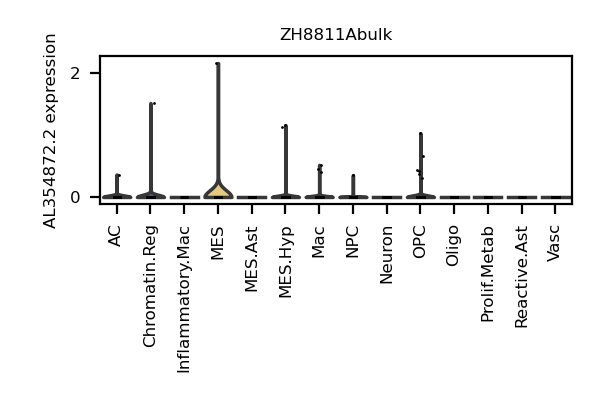 ZH8811Abulk
AL354872.2 expression
2
0
AC
Chromatin.Reg
Inflammatory.Mac
MES
MES.Ast
MES.Hyp
Mac
NPC
Neuron
OPC
Oligo
Prolif.Metab
Reactive.Ast
Vasc